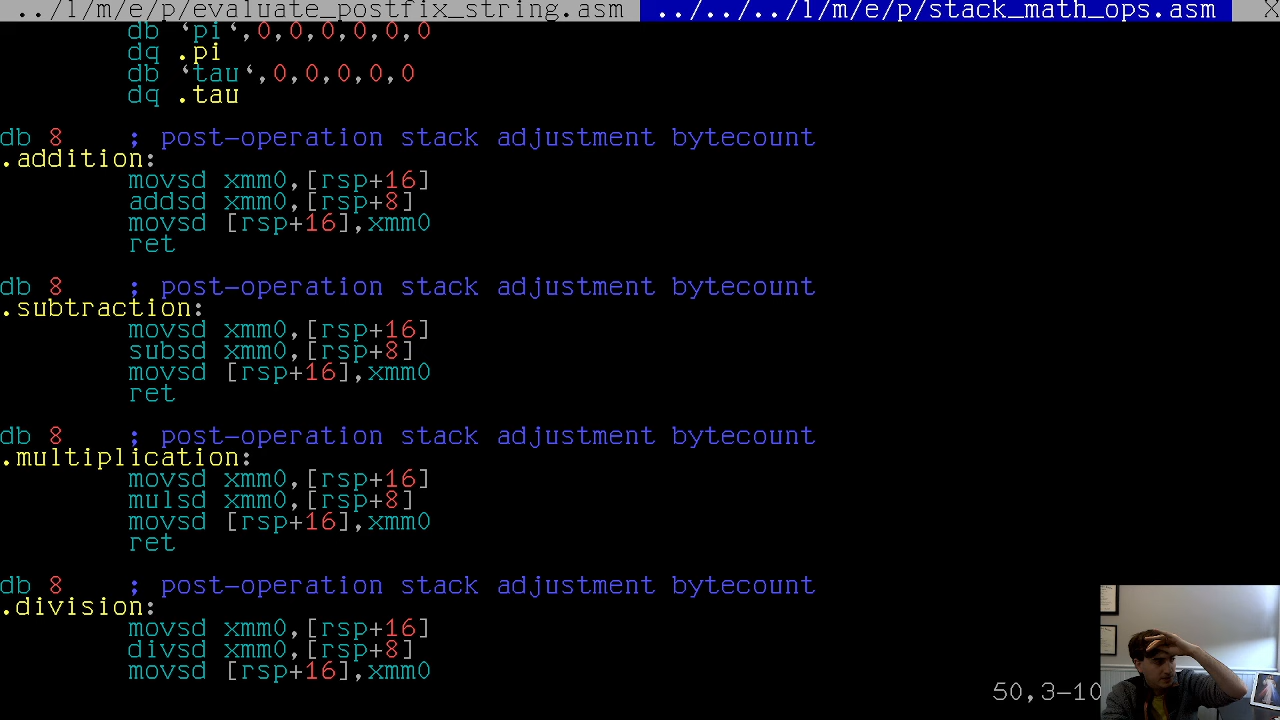 ../l/m/e/p/evaluate_postfix_string.asm  ../../../l/m/e/p/stack_math_ops.asm  X
db `pi`,0,0,0,0,0,0
dq .pi
db `tau`,0,0,0,0,0
dq .tau
db 8 ; post-operation stack adjustment bytecount
.addition:
movsd xmm0,[rsp+16]
addsd xmm0,[rsp+8]
movsd [rsp+16],xmm0
ret
db 8 ; post-operation stack adjustment bytecount
.subtraction:
movsd xmm0,[rsp+16]
subsd xmm0,[rsp+8]
movsd [rsp+16],xmm0
ret
db 8 ; post-operation stack adjustment bytecount
.multiplication:
movsd xmm0,[rsp+16]
mulsd xmm0,[rsp+8]
movsd [rsp+16],xmm0
ret
db 8 ; post-operation stack adjustment bytecount
.division:
movsd xmm0,[rsp+16]
divsd xmm0,[rsp+8]
movsd [rsp+16],xmm0
50,3-10